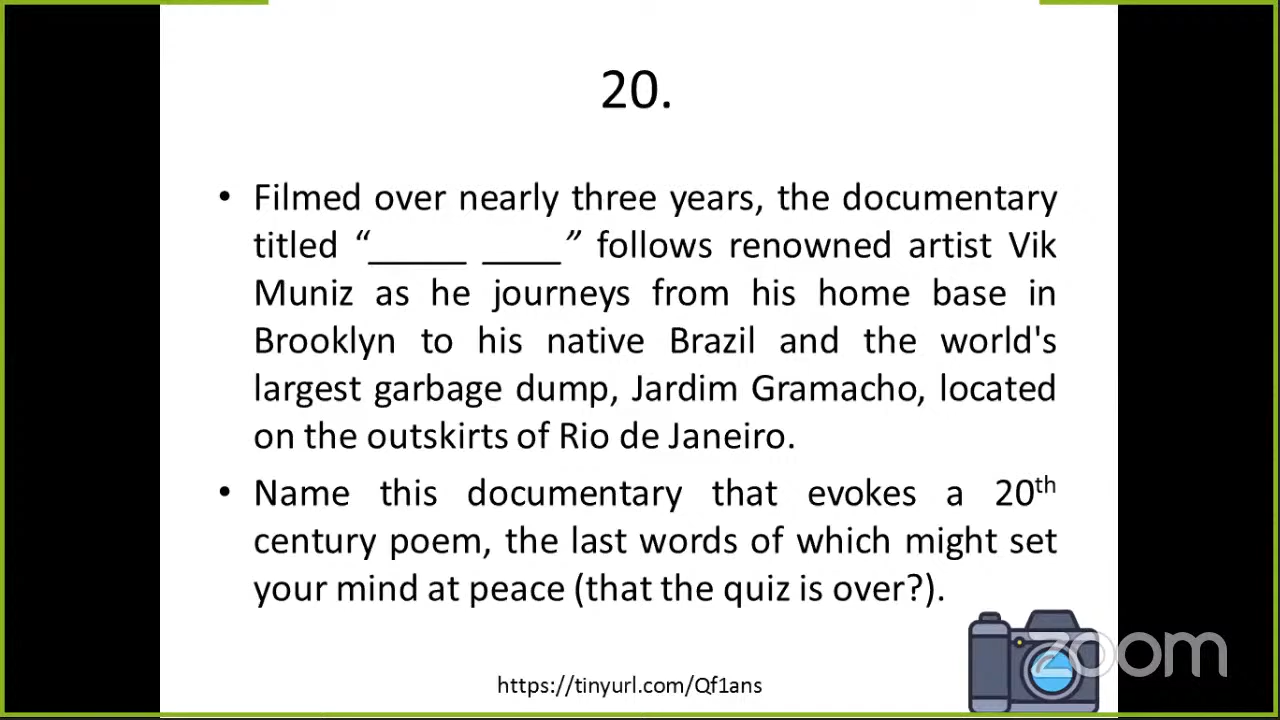 20.
• Filmed over nearly three years, the documentary
titled “_____ ____” follows renowned artist Vik
Muniz as he journeys from his home base in
Brooklyn to his native Brazil and the world's
largest garbage dump, Jardim Gramacho, located
on the outskirts of Rio de Janeiro.
• Name this documentary that evokes a 20th
century poem, the last words of which might set
your mind at peace (that the quiz is over?).
zoom
https://tinyurl.com/Qf1ans